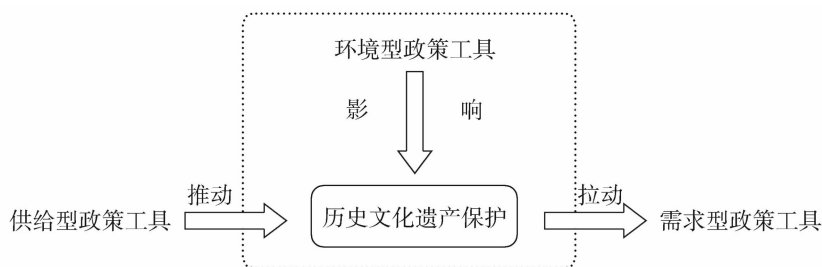 环境型政策工具
影 响
推动
拉动
供给型政策工具
历史文化遗产保护
需求型政策工具